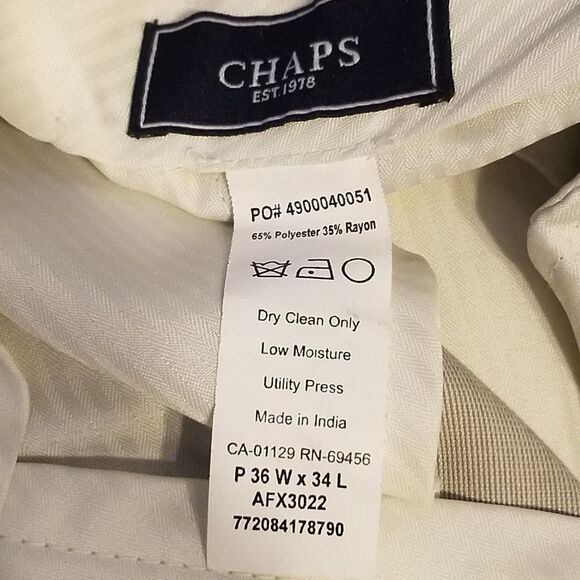 CHAPS
EST.1978
PO# 4900040051
65% Polyester 35% Rayon
Dry Clean Only
Low Moisture
Utility Press
Made in India
CA-01129 RN-69456
P 36 W x 34 L
AFX3022
772084178790